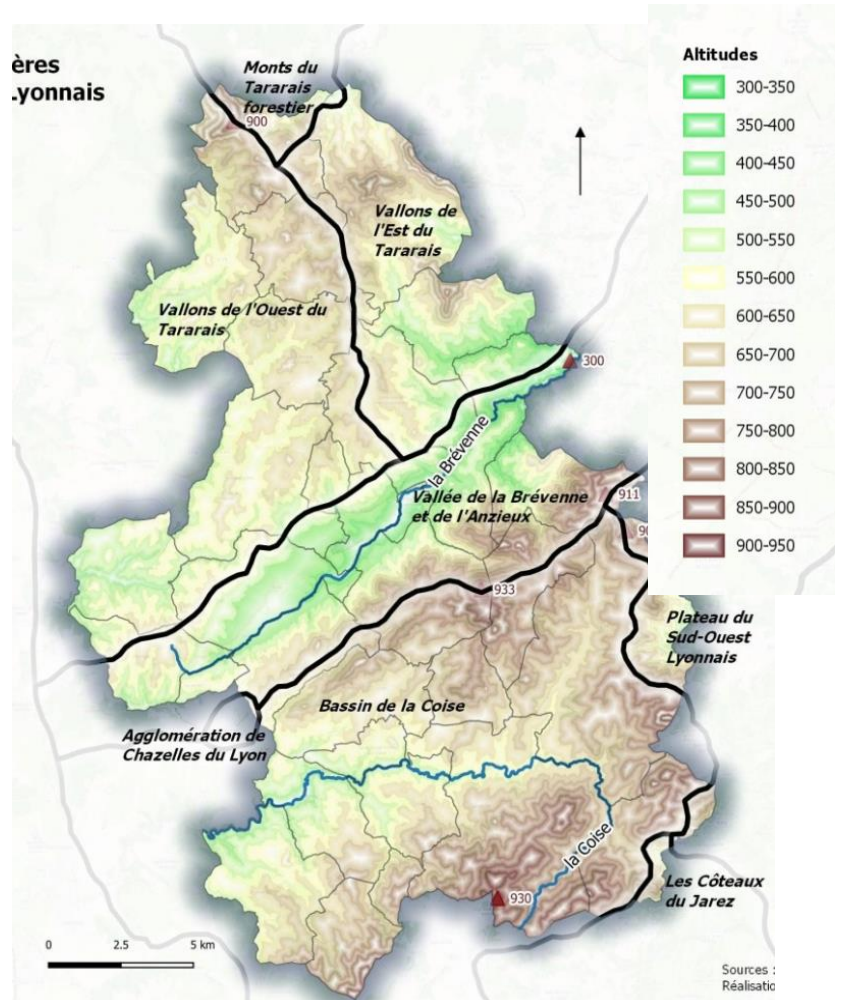 ères
Lyonnais
Monts du
Tararais
forestier
900
Vallons de
l'Est du
Tararais
Vallons de l'Ouest du
Tararais
300
la Brévenne
Vallée de la Brévenne
et de l'Anzieux
911
933
Plateau du
Sud-Ouest
Lyonnais
Bassin de la Coise
Agglomération de
Chazelles du Lyon
la Coise
930
Les Côteaux
du Jarez
0 2.5 5 km
Sources :
Réalisatio
Altitudes
300-350
350-400
400-450
450-500
500-550
550-600
600-650
650-700
700-750
750-800
800-850
850-900
900-950